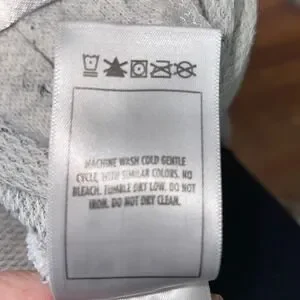 MACHINE WASH COLD GENTLE
CYCLE, WITH SIMILAR COLORS. NO
BLEACH. TUMBLE DRY LOW. DO NOT
IRON. DO NOT DRY CLEAN.